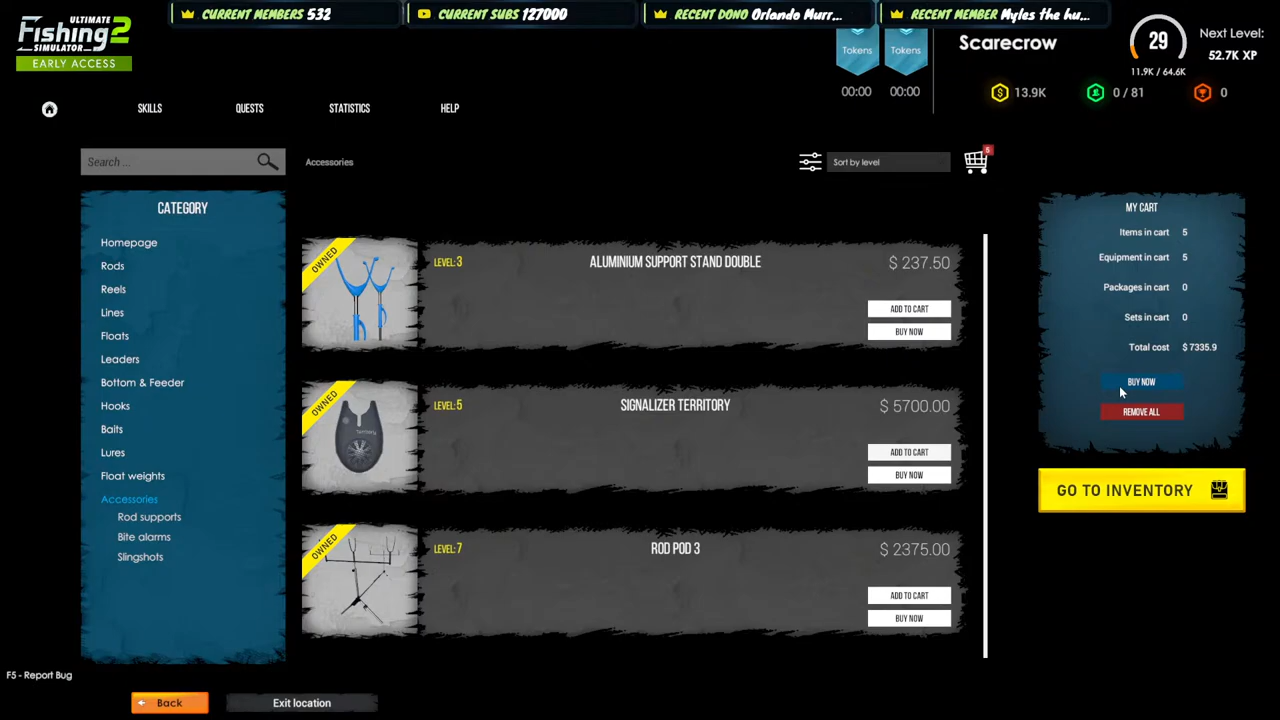 CURRENT MEMBERS 532
CURRENT SUBS 127000
RECENT DONO Orlando Murr...
RECENT MEMBER Myles the hu...
ULTIMATE
Fishing 2
SIMULATOR
EARLY ACCESS
Tokens
Tokens
00:00
00:00
Scarecrow
29
11.9K / 64.6K
Next Level:
52.7K XP
13.9K
0 / 81
0
SKILLS
QUESTS
STATISTICS
HELP
Search ...
Accessories
Sort by level
5
CATEGORY
Homepage
Rods
Reels
Lines
Floats
Leaders
Bottom & Feeder
Hooks
Baits
Lures
Float weights
Accessories
Rod supports
Bite alarms
Slingshots
OWNED
LEVEL: 3
ALUMINIUM SUPPORT STAND DOUBLE
$ 237.50
ADD TO CART
BUY NOW
OWNED
LEVEL: 5
SIGNALIZER TERRITORY
$ 5700.00
ADD TO CART
BUY NOW
OWNED
LEVEL: 7
ROD POD 3
$ 2375.00
ADD TO CART
BUY NOW
MY CART
Items in cart 5
Equipment in cart 5
Packages in cart 0
Sets in cart 0
Total cost $ 7335.9
BUY NOW
REMOVE ALL
GO TO INVENTORY
F5 - Report Bug
Back
Exit location